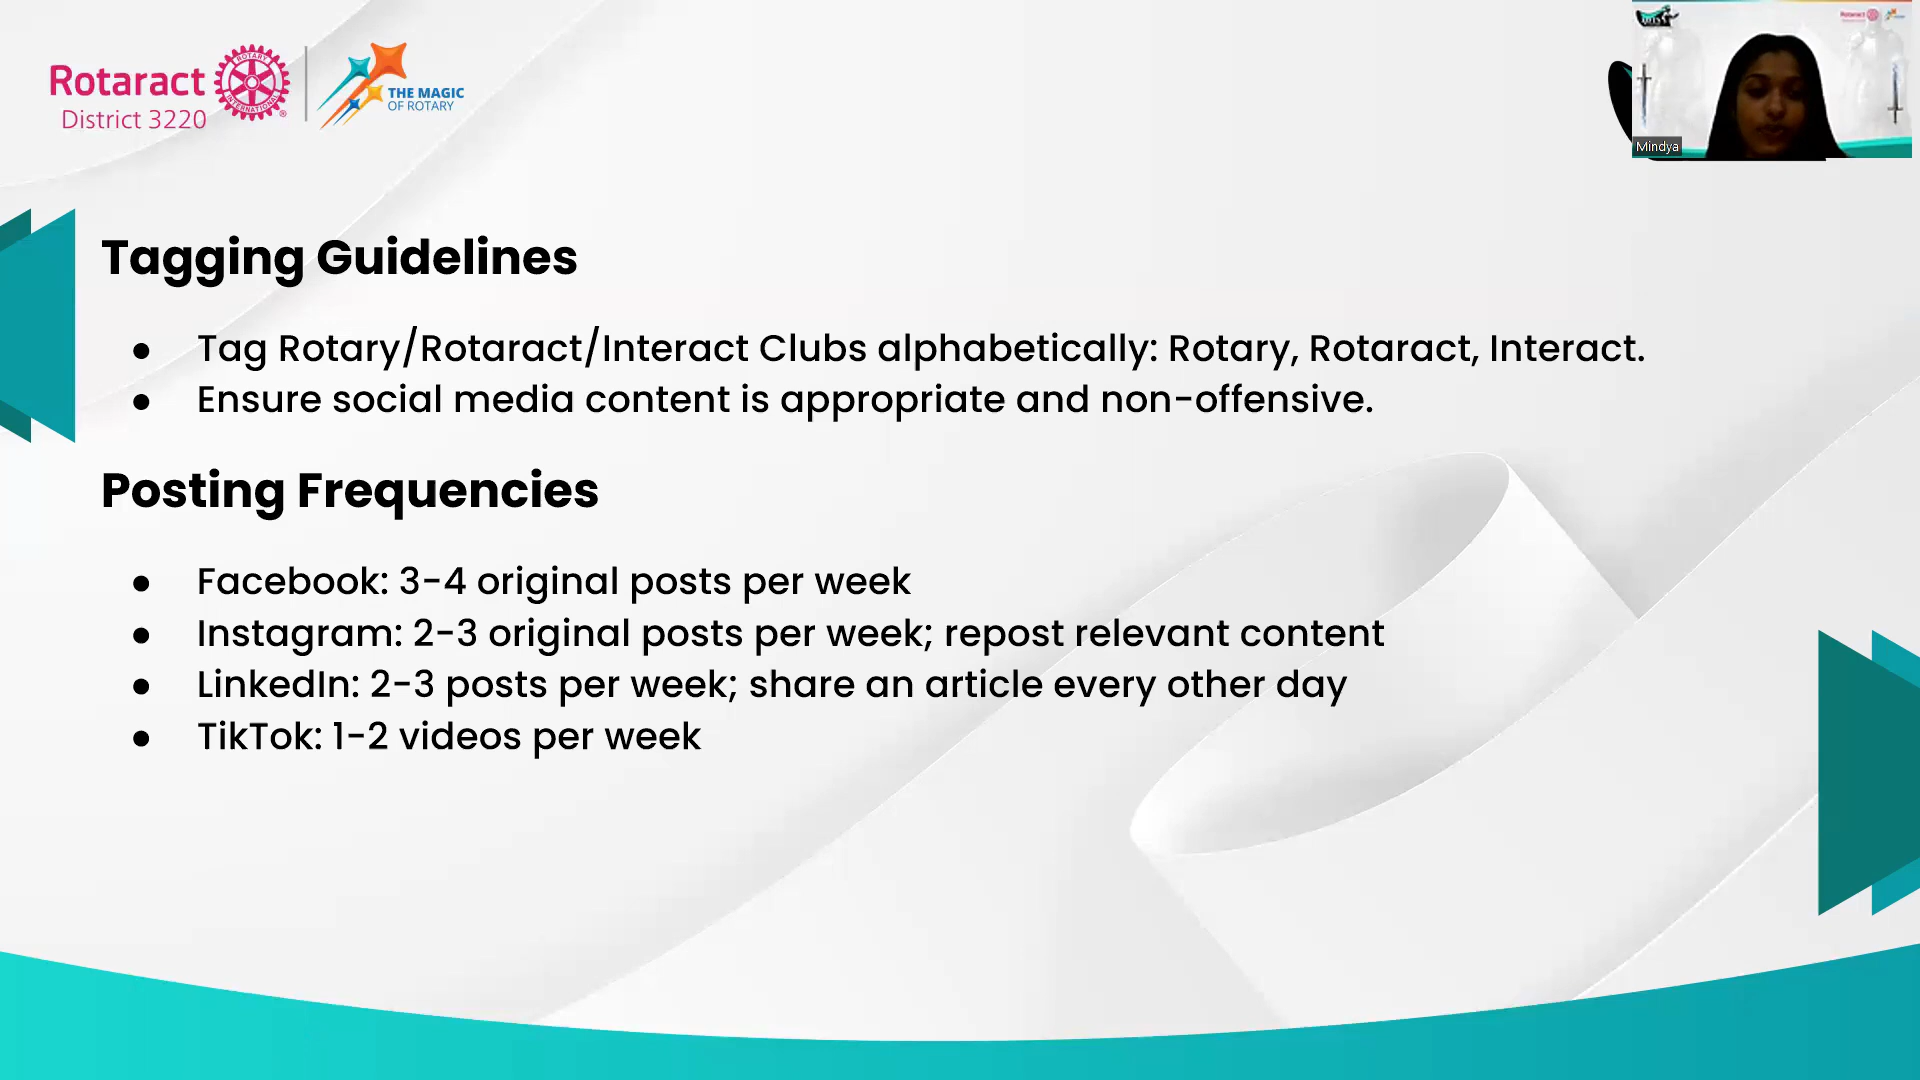 Rotaract
District 3220
ROTARY
INTERNATIONAL
THE MAGIC
OF ROTARY
Mindya
Tagging Guidelines
● Tag Rotary/Rotaract/Interact Clubs alphabetically: Rotary, Rotaract, Interact.
● Ensure social media content is appropriate and non-offensive.
Posting Frequencies
● Facebook: 3-4 original posts per week
● Instagram: 2-3 original posts per week; repost relevant content
● LinkedIn: 2-3 posts per week; share an article every other day
● TikTok: 1-2 videos per week